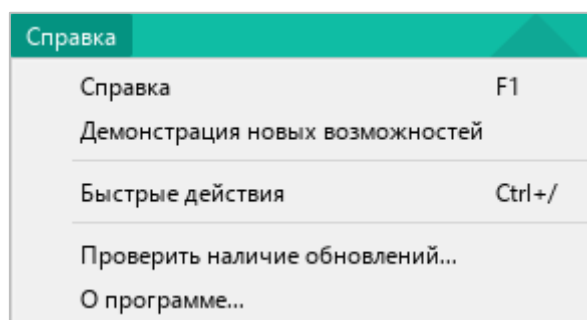 Справка
Справка F1
Демонстрация новых возможностей
Быстрые действия Ctrl+/
Проверить наличие обновлений...
О программе...